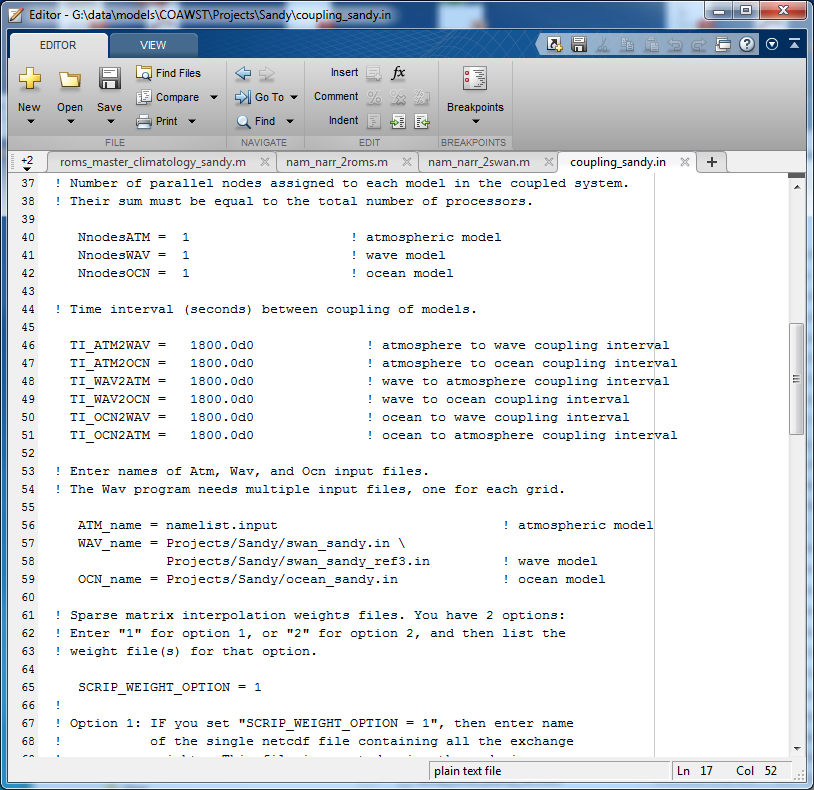 Editor - G:\data\models\COAWST\Projects\Sandy\coupling_sandy.in
EDITOR VIEW
New Open Save Find Files Compare Print
Go To Find
Insert fx
Comment
Indent
Breakpoints
FILE NAVIGATE EDIT BREAKPOINTS
+2 roms_master_climatology_sandy.m nam_narr_2roms.m nam_narr_2swan.m coupling_sandy.in +
37 ! Number of parallel nodes assigned to each model in the coupled system.
38 ! Their sum must be equal to the total number of processors.
39
40 NnodesATM = 1 ! atmospheric model
41 NnodesWAV = 1 ! wave model
42 NnodesOCN = 1 ! ocean model
43
44 ! Time interval (seconds) between coupling of models.
45
46 TI_ATM2WAV = 1800.0d0 ! atmosphere to wave coupling interval
47 TI_ATM2OCN = 1800.0d0 ! atmosphere to ocean coupling interval
48 TI_WAV2ATM = 1800.0d0 ! wave to atmosphere coupling interval
49 TI_WAV2OCN = 1800.0d0 ! wave to ocean coupling interval
50 TI_OCN2WAV = 1800.0d0 ! ocean to wave coupling interval
51 TI_OCN2ATM = 1800.0d0 ! ocean to atmosphere coupling interval
52
53 ! Enter names of Atm, Wav, and Ocn input files.
54 ! The Wav program needs multiple input files, one for each grid.
55
56 ATM_name = namelist.input ! atmospheric model
57 WAV_name = Projects/Sandy/swan_sandy.in \
58 Projects/Sandy/swan_sandy_ref3.in ! wave model
59 OCN_name = Projects/Sandy/ocean_sandy.in ! ocean model
60
61 ! Sparse matrix interpolation weights files. You have 2 options:
62 ! Enter "1" for option 1, or "2" for option 2, and then list the
63 ! weight file(s) for that option.
64
65 SCRIP_WEIGHT_OPTION = 1
66 !
67 ! Option 1: IF you set "SCRIP_WEIGHT_OPTION = 1", then enter name
68 ! of the single netcdf file containing all the exchange
plain text file Ln 17 Col 52